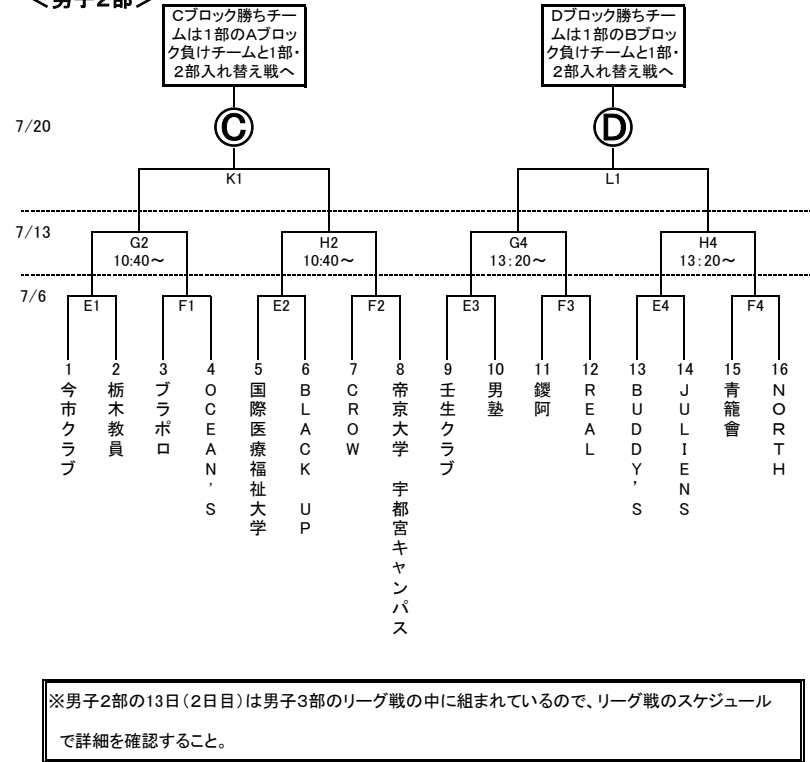 ＜男子2部＞
Cブロック勝ちチー
ムは1部のAブロッ
ク負けチームと1部・
2部入れ替え戦へ
Dブロック勝ちチー
ムは1部のBブロッ
ク負けチームと1部・
2部入れ替え戦へ
7/20
C
D
K1
L1
7/13
G2
10:40～
H2
10:40～
G4
13:20～
H4
13:20～
7/6
E1
F1
E2
F2
E3
F3
E4
F4
1
今市クラブ
2
栃木教員
3
ブラポロ
4
OCEAN'S
5
国際医療福祉大学
6
BLACK UP
7
CROW
8
帝京大学 宇都宮キャンパス
9
壬生クラブ
10
男塾
11
鑁阿
12
REAL
13
BUDDY'S
14
JULIENS
15
青龍會
16
NORTH
※男子2部の13日（2日目）は男子3部のリーグ戦の中に組まれているので、リーグ戦のスケジュール
で詳細を確認すること。